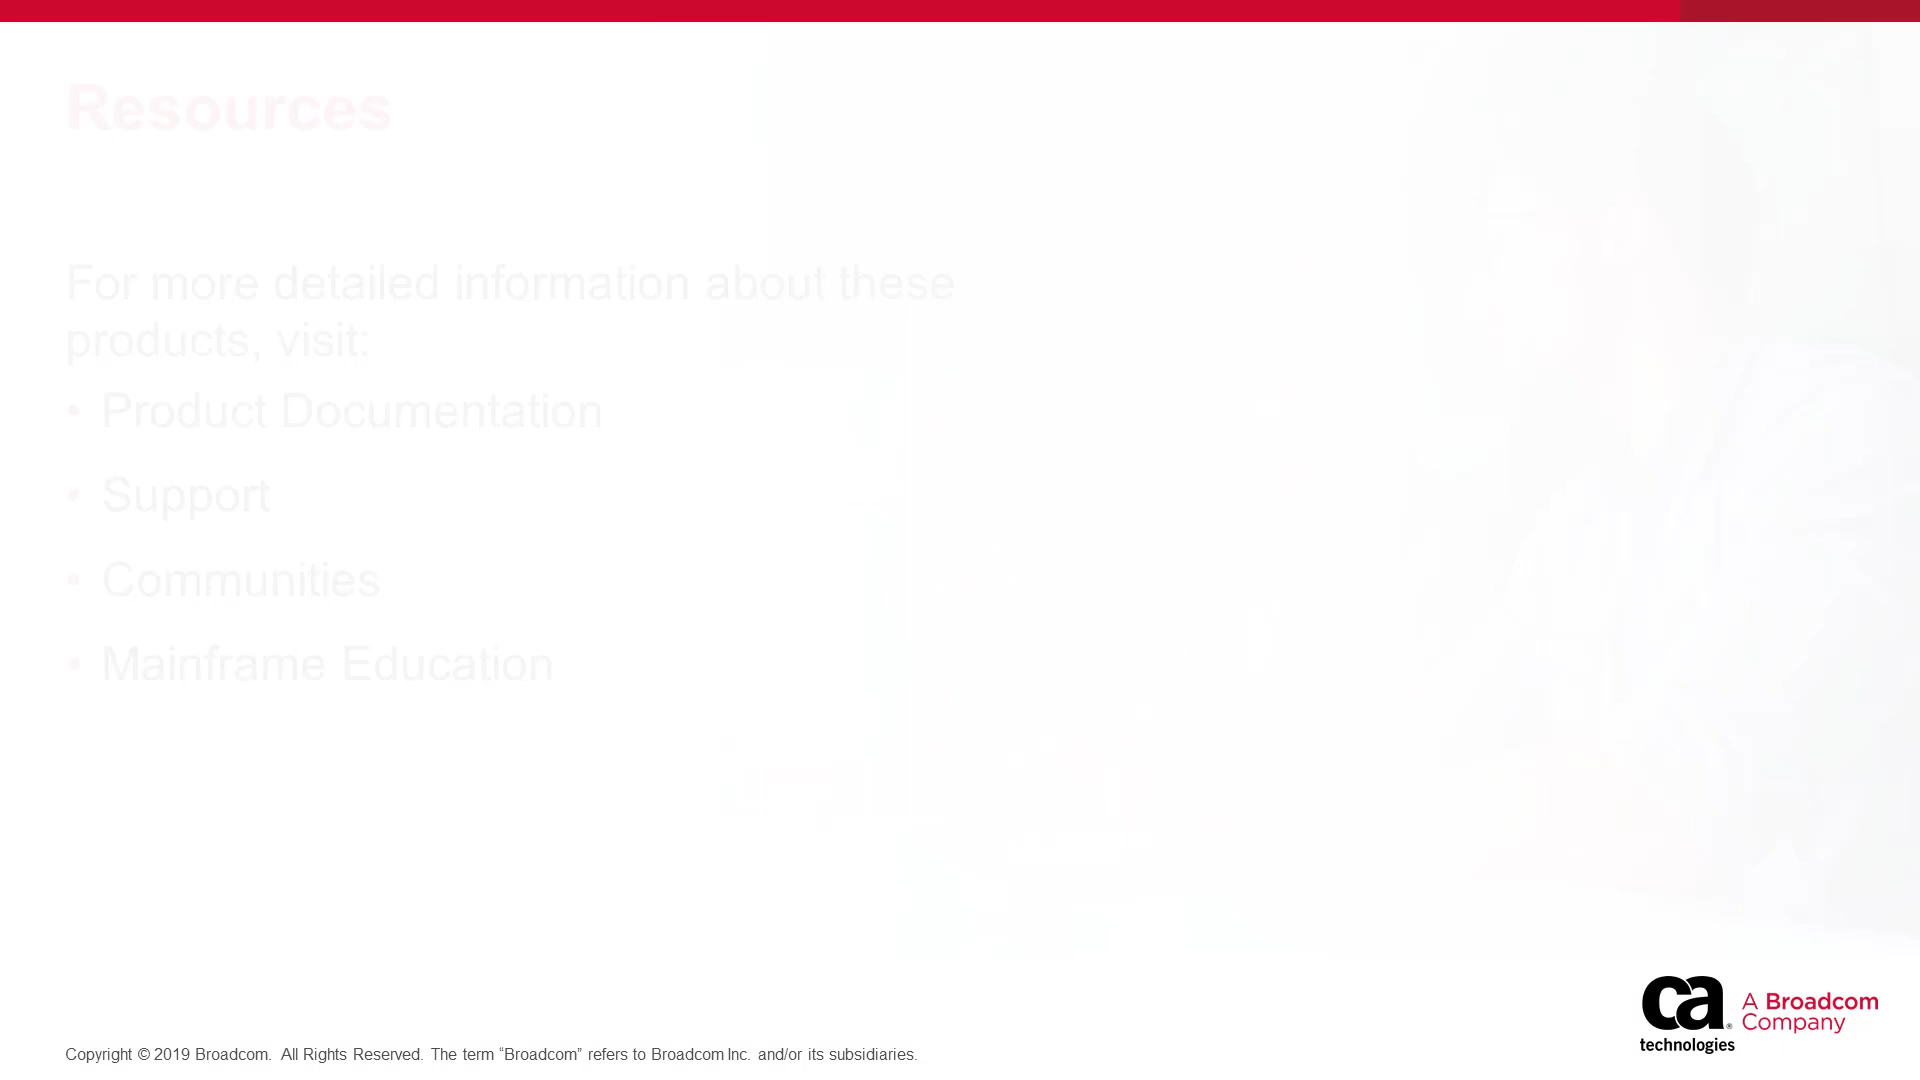 Resources
For more detailed information about these
products, visit:
• Product Documentation
• Support
• Communities
• Mainframe Education
ca
technologies
®
A Broadcom
Company
Copyright © 2019 Broadcom. All Rights Reserved. The term “Broadcom” refers to Broadcom Inc. and/or its subsidiaries.